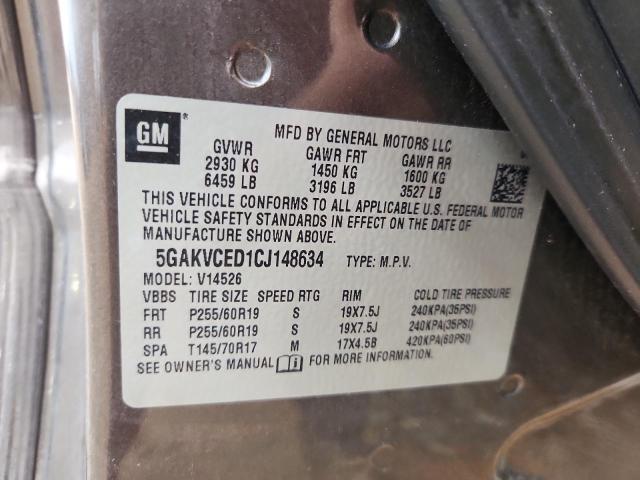 GM ®
MFD BY GENERAL MOTORS LLC
GVWR GAWR FRT GAWR RR
2930 KG 1450 KG 1600 KG
6459 LB 3196 LB 3527 LB
THIS VEHICLE CONFORMS TO ALL APPLICABLE U.S. FEDERAL MOTOR
VEHICLE SAFETY STANDARDS IN EFFECT ON THE DATE OF
MANUFACTURE SHOWN ABOVE.
5GAKVCED1CJ148634 TYPE: M.P.V.
MODEL: V14526
VBBS TIRE SIZE SPEED RTG RIM COLD TIRE PRESSURE
FRT P255/60R19 S 19X7.5J 240KPA(35PSI)
RR P255/60R19 S 19X7.5J 240KPA(35PSI)
SPA T145/70R17 M 17X4.5B 420KPA(60PSI)
SEE OWNER'S MANUAL i FOR MORE INFORMATION.